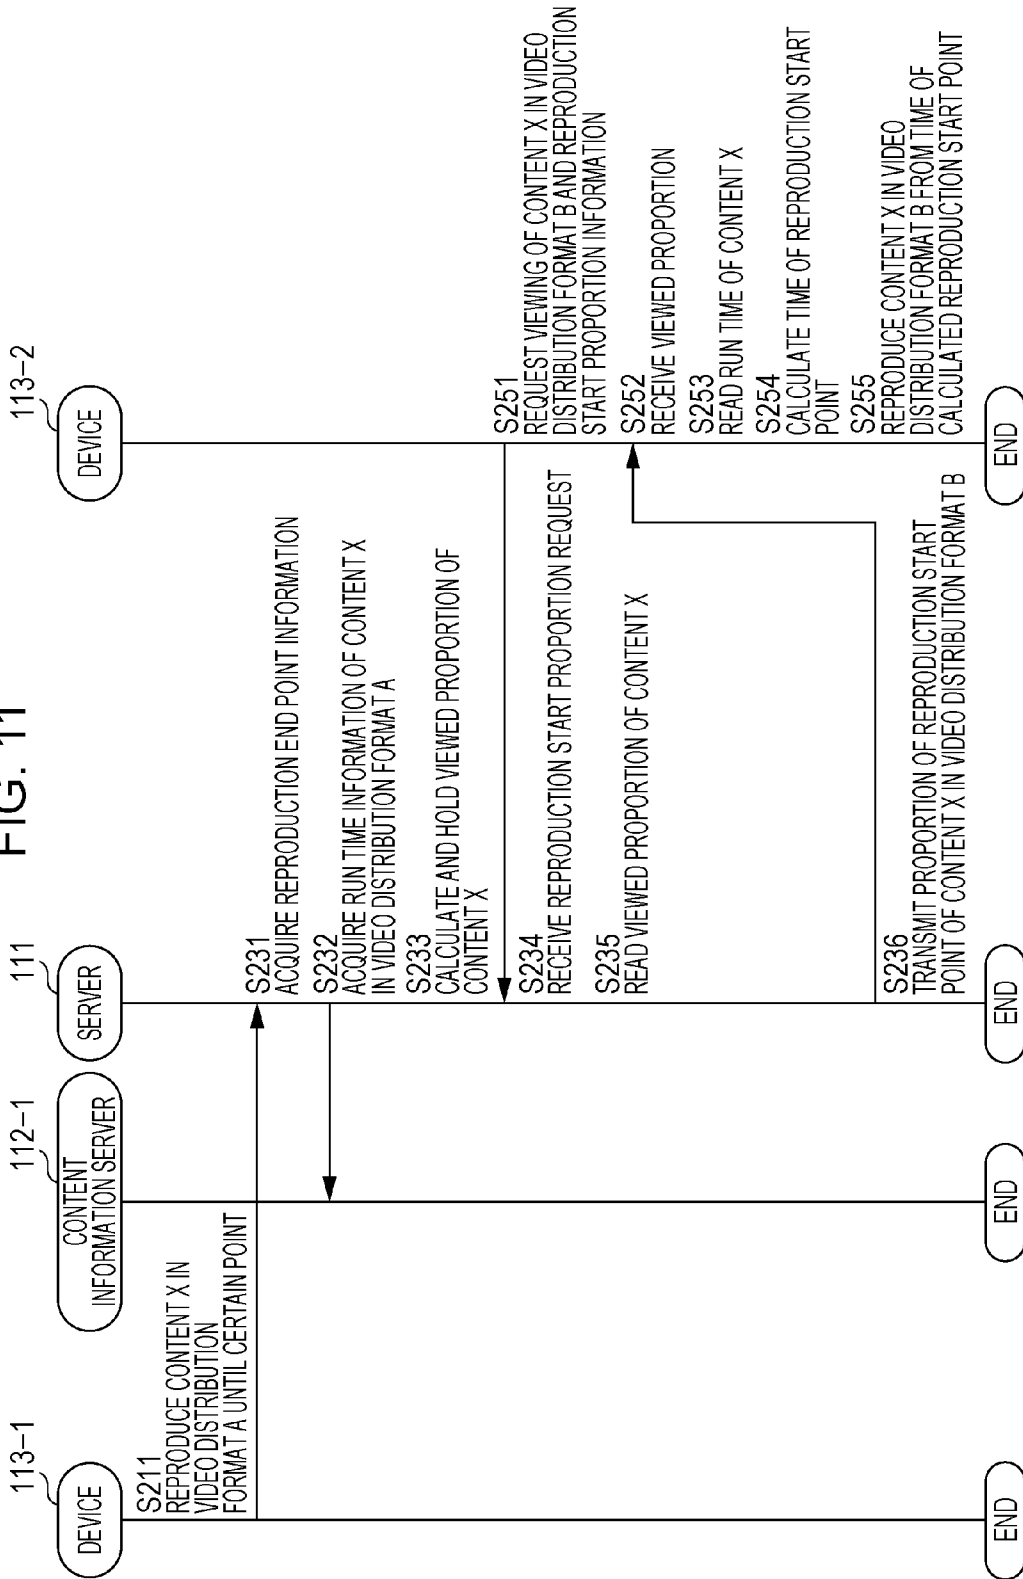 FIG. 11
113-1
DEVICE
112-1
CONTENT
INFORMATION SERVER
111
SERVER
113-2
DEVICE
S211
REPRODUCE CONTENT X IN
VIDEO DISTRIBUTION
FORMAT A UNTIL CERTAIN POINT
S231
ACQUIRE REPRODUCTION END POINT INFORMATION
S232
ACQUIRE RUN TIME INFORMATION OF CONTENT X
IN VIDEO DISTRIBUTION FORMAT A
S233
CALCULATE AND HOLD VIEWED PROPORTION OF
CONTENT X
S251
REQUEST VIEWING OF CONTENT X IN VIDEO
DISTRIBUTION FORMAT B AND REPRODUCTION
START PROPORTION INFORMATION
S234
RECEIVE REPRODUCTION START PROPORTION REQUEST
S235
READ VIEWED PROPORTION OF CONTENT X
S252
RECEIVE VIEWED PROPORTION
S253
READ RUN TIME OF CONTENT X
S254
CALCULATE TIME OF REPRODUCTION START
POINT
S255
REPRODUCE CONTENT X IN VIDEO
DISTRIBUTION FORMAT B FROM TIME OF
CALCULATED REPRODUCTION START POINT
S236
TRANSMIT PROPORTION OF REPRODUCTION START
POINT OF CONTENT X IN VIDEO DISTRIBUTION FORMAT B
END
END
END
END